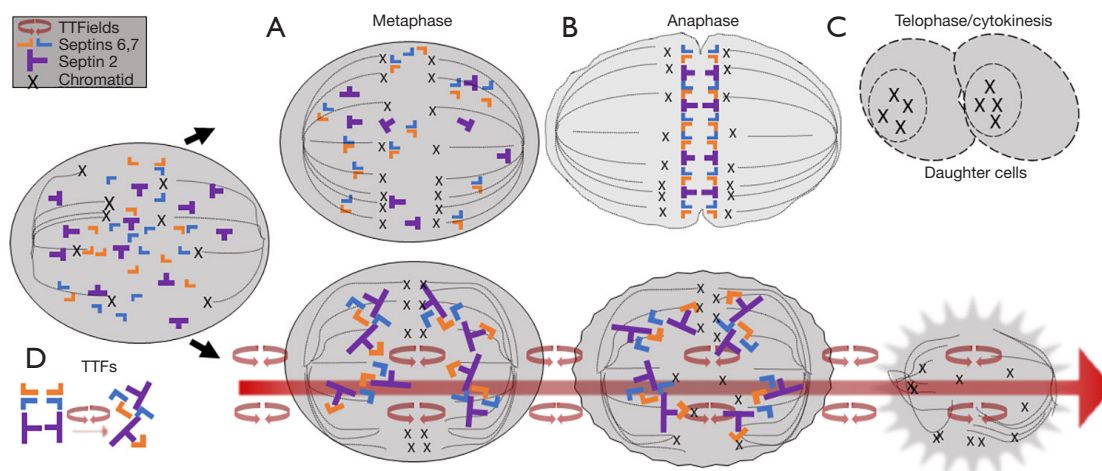 TTFields
Septins 6,7
Septin 2
X Chromatid
A
Metaphase
B
Anaphase
C
Telophase/cytokinesis
Daughter cells
D
TTFs